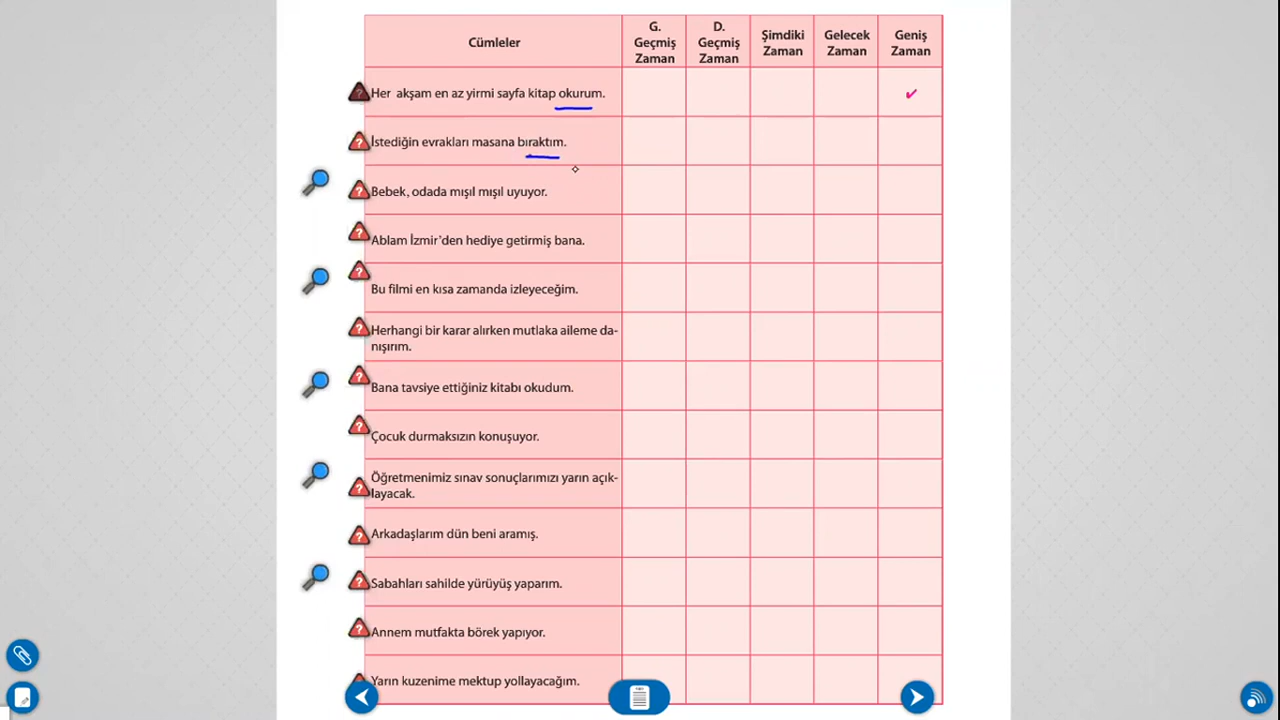 Cümleler
G. Geçmiş Zaman
D. Geçmiş Zaman
Şimdiki Zaman
Gelecek Zaman
Geniş Zaman
Her akşam en az yirmi sayfa kitap okurum.
İstediğin evrakları masana bıraktım.
Bebek, odada mışıl mışıl uyuyor.
Ablam İzmir'den hediye getirmiş bana.
Bu filmi en kısa zamanda izleyeceğim.
Herhangi bir karar alırken mutlaka aileme da-
nışırım.
Bana tavsiye ettiğiniz kitabı okudum.
Çocuk durmaksızın konuşuyor.
Öğretmenimiz sınav sonuçlarımızı yarın açık-
layacak.
Arkadaşlarım dün beni aramış.
Sabahları sahilde yürüyüş yaparım.
Annem mutfakta börek yapıyor.
Yarın kuzenime mektup yollayacağım.